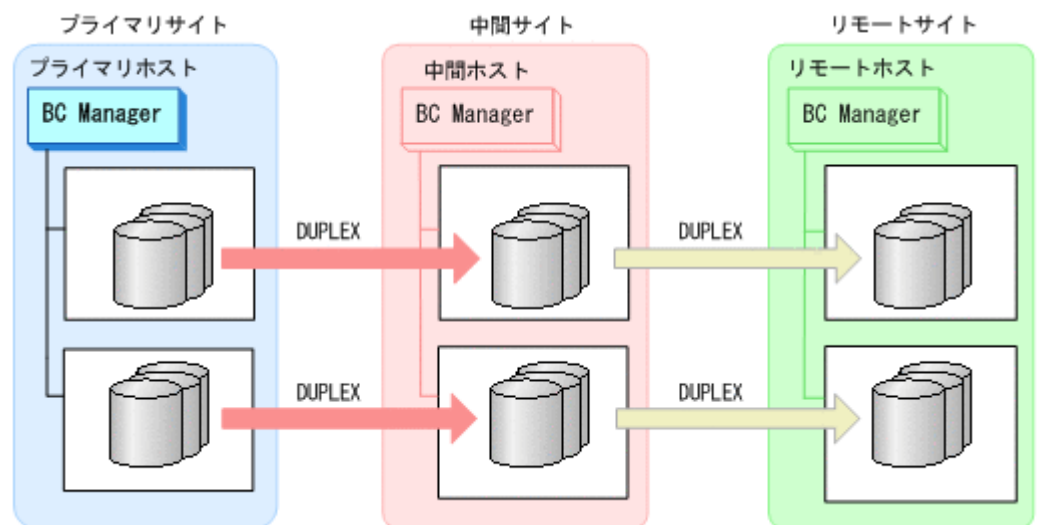 プライマリサイト
中間サイト
リモートサイト
プライマリホスト
中間ホスト
リモートホスト
BC Manager
BC Manager
BC Manager
DUPLEX
DUPLEX
DUPLEX
DUPLEX